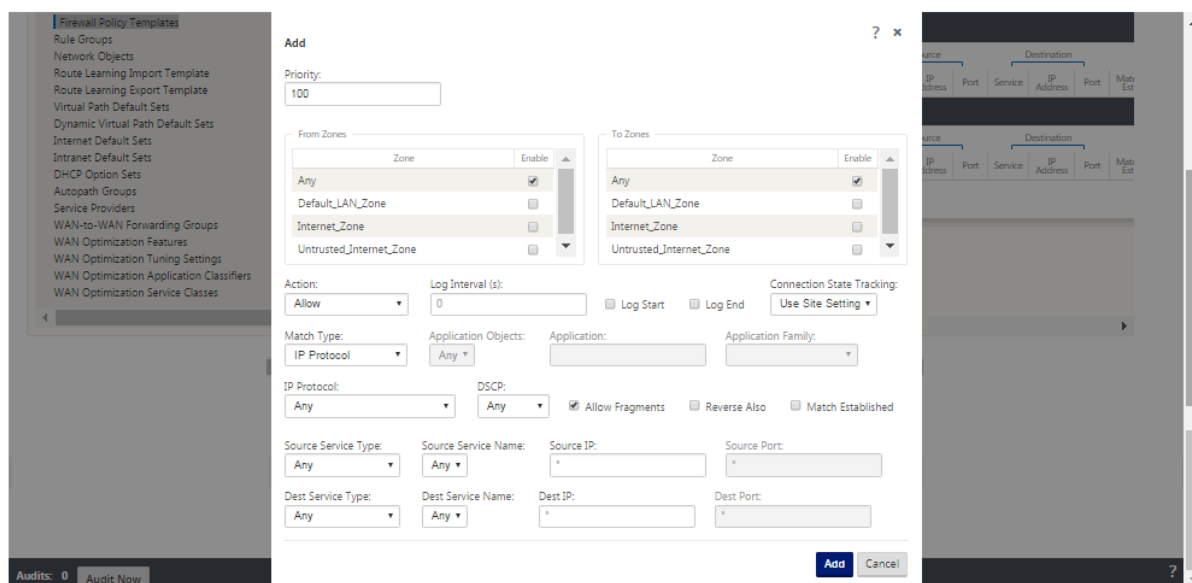 Firewall Policy Templates
Rule Groups
Network Objects
Route Learning Import Template
Route Learning Export Template
Virtual Path Default Sets
Dynamic Virtual Path Default Sets
Internet Default Sets
Intranet Default Sets
DHCP Option Sets
Autopath Groups
Service Providers
WAN-to-WAN Forwarding Groups
WAN Optimization Features
WAN Optimization Tuning Settings
WAN Optimization Application Classifiers
WAN Optimization Service Classes
Add
? ×
Priority:
100
From Zones
Zone Enable
Any
Default_LAN_Zone
Internet_Zone
Untrusted_Internet_Zone
To Zones
Zone Enable
Any
Default_LAN_Zone
Internet_Zone
Untrusted_Internet_Zone
Action: Log Interval (s): Connection State Tracking:
Allow 0 Log Start Log End Use Site Setting
Match Type: Application Objects: Application: Application Family:
IP Protocol Any
IP Protocol: DSCP:
Any Any Allow Fragments Reverse Also Match Established
Source Service Type: Source Service Name: Source IP: Source Port:
Any Any * *
Dest Service Type: Dest Service Name: Dest IP: Dest Port:
Any Any * *
Add Cancel
Destination
IP
Port Service Address Port
Destination
IP
Port Service Address Port
Audits: 0 Audit Now ?